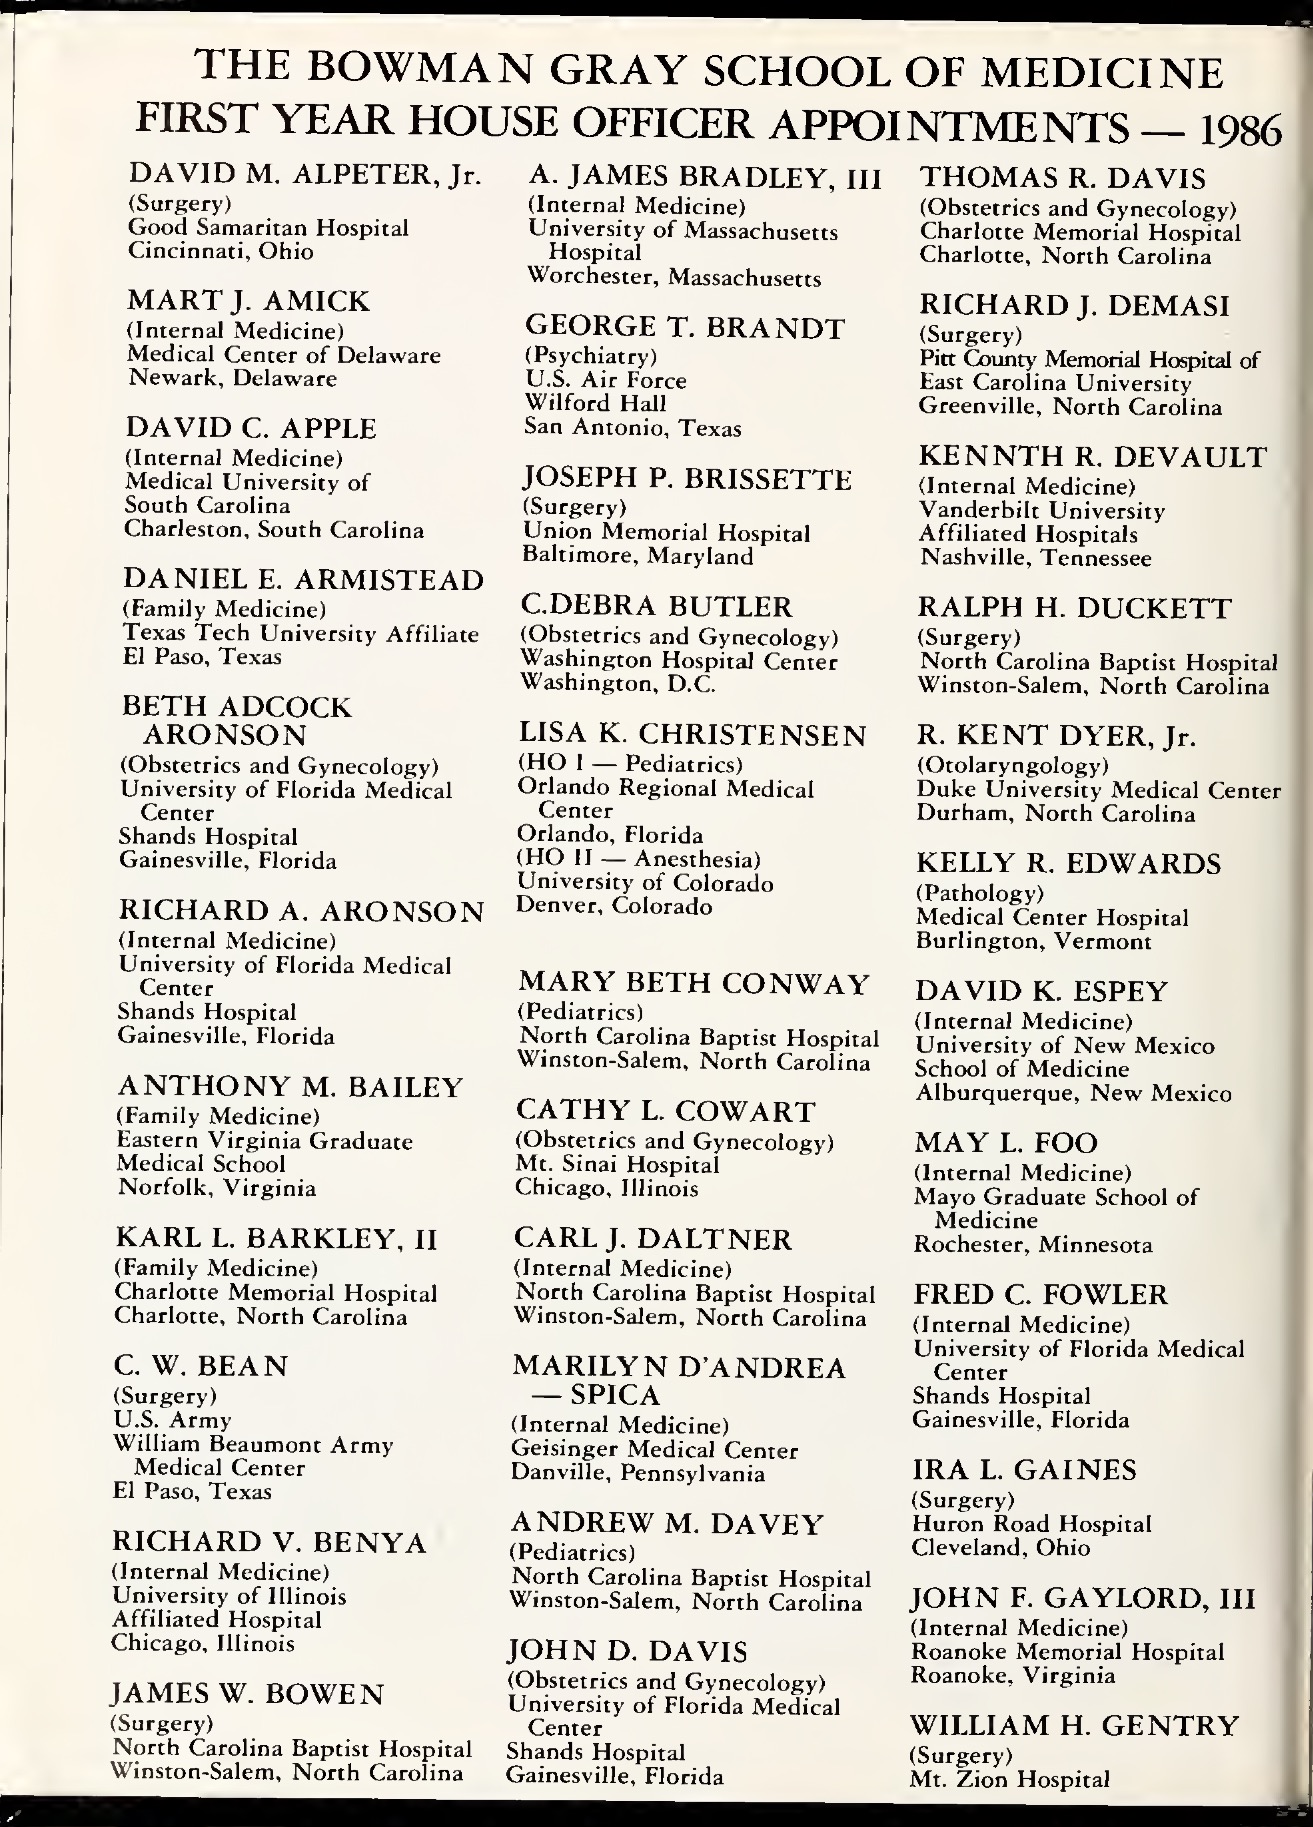 THE BOWMAN GRAY SCHOOL OF MEDICINE
FIRST YEAR HOUSE OFFICER APPOINTMENTS — 1986
DAVID M. ALPETER, Jr.
(Surgery)
Good Samaritan Hospital
Cincinnati, Ohio
MART J. AMICK
(Internal Medicine)
Medical Center of Delaware
Newark, Delaware
DAVID C. APPLE
(Internal Medicine)
Medical University of
South Carolina
Charleston, South Carolina
DANIEL E. ARMISTEAD
(Family Medicine)
Texas Tech University Affiliate
El Paso, Texas
BETH ADCOCK
ARONSON
(Obstetrics and Gynecology)
University of Florida Medical
Center
Shands Hospital
Gainesville, Florida
RICHARD A. ARONSON
(Internal Medicine)
University of Florida Medical
Center
Shands Hospital
Gainesville, Florida
ANTHONY M. BAILEY
(Family Medicine)
Eastern Virginia Graduate
Medical School
Norfolk, Virginia
KARL L. BARKLEY, II
(Family Medicine)
Charlotte Memorial Hospital
Charlotte, North Carolina
C. W. BEAN
(Surgery)
U.S. Army
William Beaumont Army
Medical Center
El Paso, Texas
RICHARD V. BENYA
(Internal Medicine)
University of Illinois
Affiliated Hospital
Chicago, Illinois
JAMES W. BOWEN
(Surgery)
North Carolina Baptist Hospital
Winston-Salem, North Carolina
A. JAMES BRADLEY, III
(Internal Medicine)
University of Massachusetts
Hospital
Worchester, Massachusetts
GEORGE T. BRANDT
(Psychiatry)
U.S. Air Force
Wilford Hall
San Antonio, Texas
JOSEPH P. BRISSETTE
(Surgery)
Union Memorial Hospital
Baltimore, Maryland
C.DEBRA BUTLER
(Obstetrics and Gynecology)
Washington Hospital Center
Washington, D.C.
LISA K. CHRISTENSEN
(HO I — Pediatrics)
Orlando Regional Medical
Center
Orlando, Florida
(HO II — Anesthesia)
University of Colorado
Denver, Colorado
MARY BETH CONWAY
(Pediatrics)
North Carolina Baptist Hospital
Winston-Salem, North Carolina
CATHY L. COWART
(Obstetrics and Gynecology)
Mt. Sinai Hospital
Chicago, Illinois
CARL J. DALTNER
(Internal Medicine)
North Carolina Baptist Hospital
Winston-Salem, North Carolina
MARILYN D'ANDREA
— SPICA
(Internal Medicine)
Geisinger Medical Center
Danville, Pennsylvania
ANDREW M. DAVEY
(Pediatrics)
North Carolina Baptist Hospital
Winston-Salem, North Carolina
JOHN D. DAVIS
(Obstetrics and Gynecology)
University of Florida Medical
Center
Shands Hospital
Gainesville, Florida
THOMAS R. DAVIS
(Obstetrics and Gynecology)
Charlotte Memorial Hospital
Charlotte, North Carolina
RICHARD J. DEMASI
(Surgery)
Pitt County Memorial Hospital of
East Carolina University
Greenville, North Carolina
KENNTH R. DEVAULT
(Internal Medicine)
Vanderbilt University
Affiliated Hospitals
Nashville, Tennessee
RALPH H. DUCKETT
(Surgery)
North Carolina Baptist Hospital
Winston-Salem, North Carolina
R. KENT DYER, Jr.
(Otolaryngology)
Duke University Medical Center
Durham, North Carolina
KELLY R. EDWARDS
(Pathology)
Medical Center Hospital
Burlington, Vermont
DAVID K. ESPEY
(Internal Medicine)
University of New Mexico
School of Medicine
Alburquerque, New Mexico
MAY L. FOO
(Internal Medicine)
Mayo Graduate School of
Medicine
Rochester, Minnesota
FRED C. FOWLER
(Internal Medicine)
University of Florida Medical
Center
Shands Hospital
Gainesville, Florida
IRA L. GAINES
(Surgery)
Huron Road Hospital
Cleveland, Ohio
JOHN F. GAYLORD, III
(Internal Medicine)
Roanoke Memorial Hospital
Roanoke, Virginia
WILLIAM H. GENTRY
(Surgery)
Mt. Zion Hospital